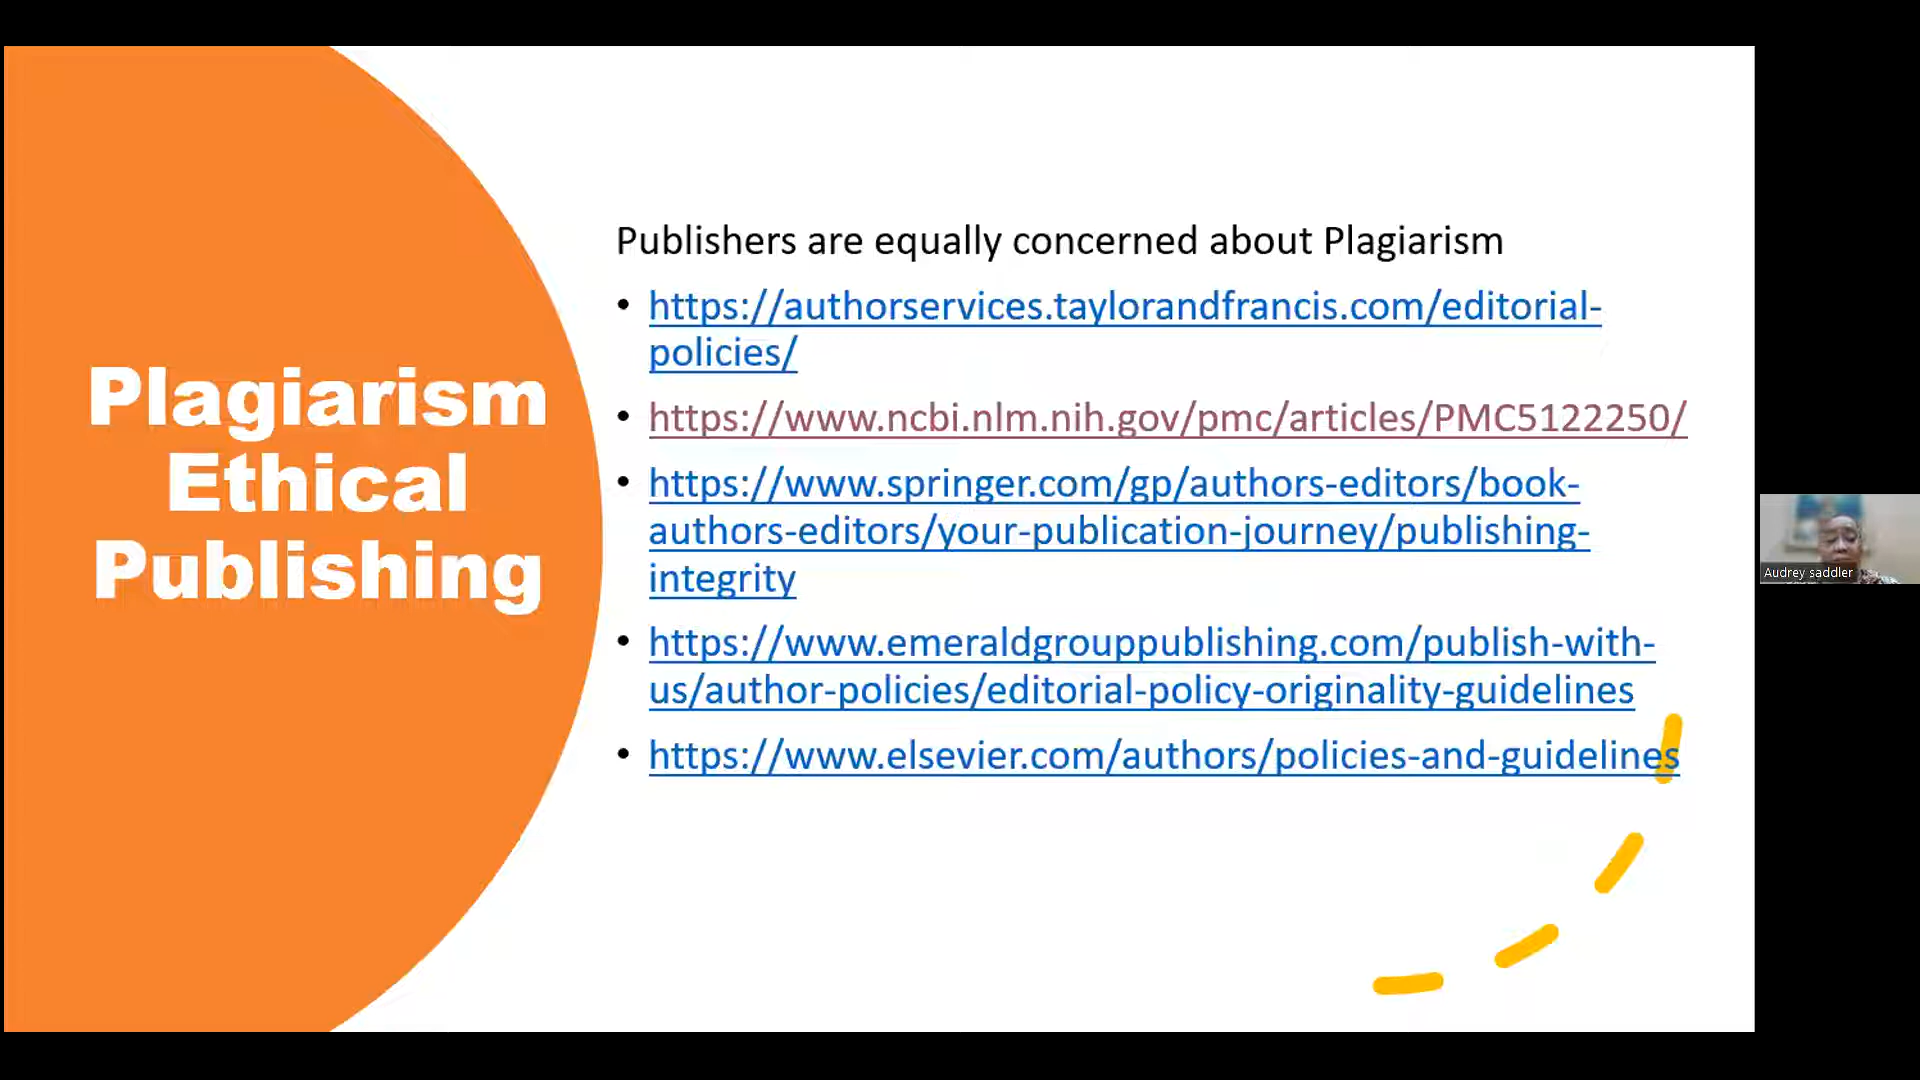 Plagiarism
Ethical
Publishing
Publishers are equally concerned about Plagiarism
• https://authorservices.taylorandfrancis.com/editorial-
policies/
• https://www.ncbi.nlm.nih.gov/pmc/articles/PMC5122250/
• https://www.springer.com/gp/authors-editors/book-
authors-editors/your-publication-journey/publishing-
integrity
• https://www.emeraldgrouppublishing.com/publish-with-
us/author-policies/editorial-policy-originality-guidelines
• https://www.elsevier.com/authors/policies-and-guidelines
Audrey saddler